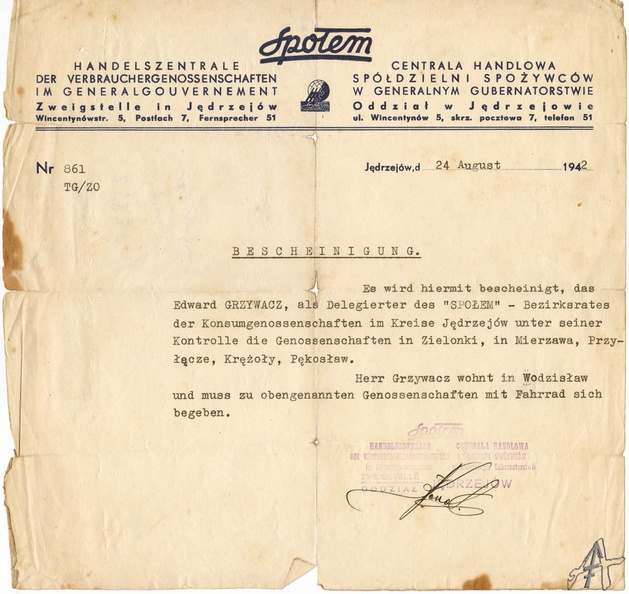 Społem
HANDELSZENTRALE
DER VERBRAUCHERGENOSSENSCHAFTEN
IM GENERALGOUVERNEMENT
Zweigstelle in Jędrzejów
Wincentynówstr. 5, Postfach 7, Fernsprecher 51
CENTRALA HANDLOWA
SPÓŁDZIELNI SPOŻYWCÓW
W GENERALNYM GUBERNATORSTWIE
Oddział w Jędrzejowie
ul. Wincentynów 5, skrz. pocztowa 7, telefon 51
Nr 861
TG/ZO
Jędrzejów,d 24 August 1942
BESCHEINIGUNG.
Es wird hiermit bescheinigt, das
Edward GRZYWACZ, als Delegierter des "SPOŁEM" - Bezirksrates
der Konsumgenossenschaften im Kreise Jędrzejów unter seiner
Kontrolle die Genossenschaften in Zielonki, in Mierzawa, Przy-
łącze, Krężoły, Pękosław.
Herr Grzywacz wohnt in Wodzisław
und muss zu obengenannten Genossenschaften mit Fahrrad sich
begeben.
Społem
HANDELSZENTRALE CENTRALA HANDLOWA
ZWEIGSTELLE
ODDZIAŁ JĘDRZEJÓW